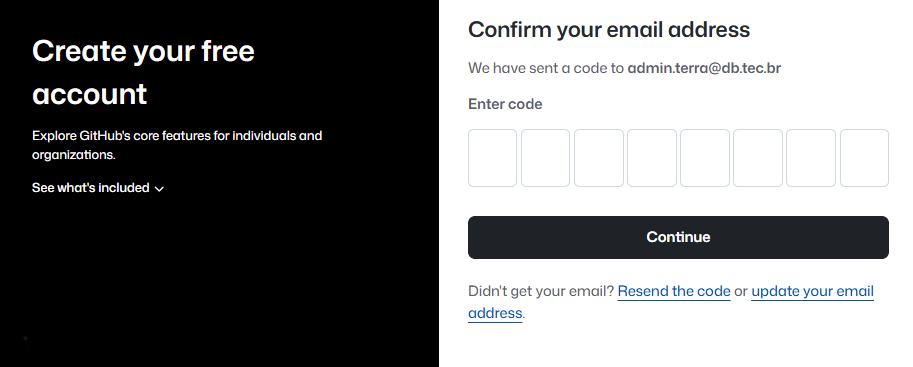 Create your free
account
Explore GitHub's core features for individuals and
organizations.
See what's included
Confirm your email address
We have sent a code to admin.terra@db.tec.br
Enter code
Continue
Didn't get your email? Resend the code or update your email
address.